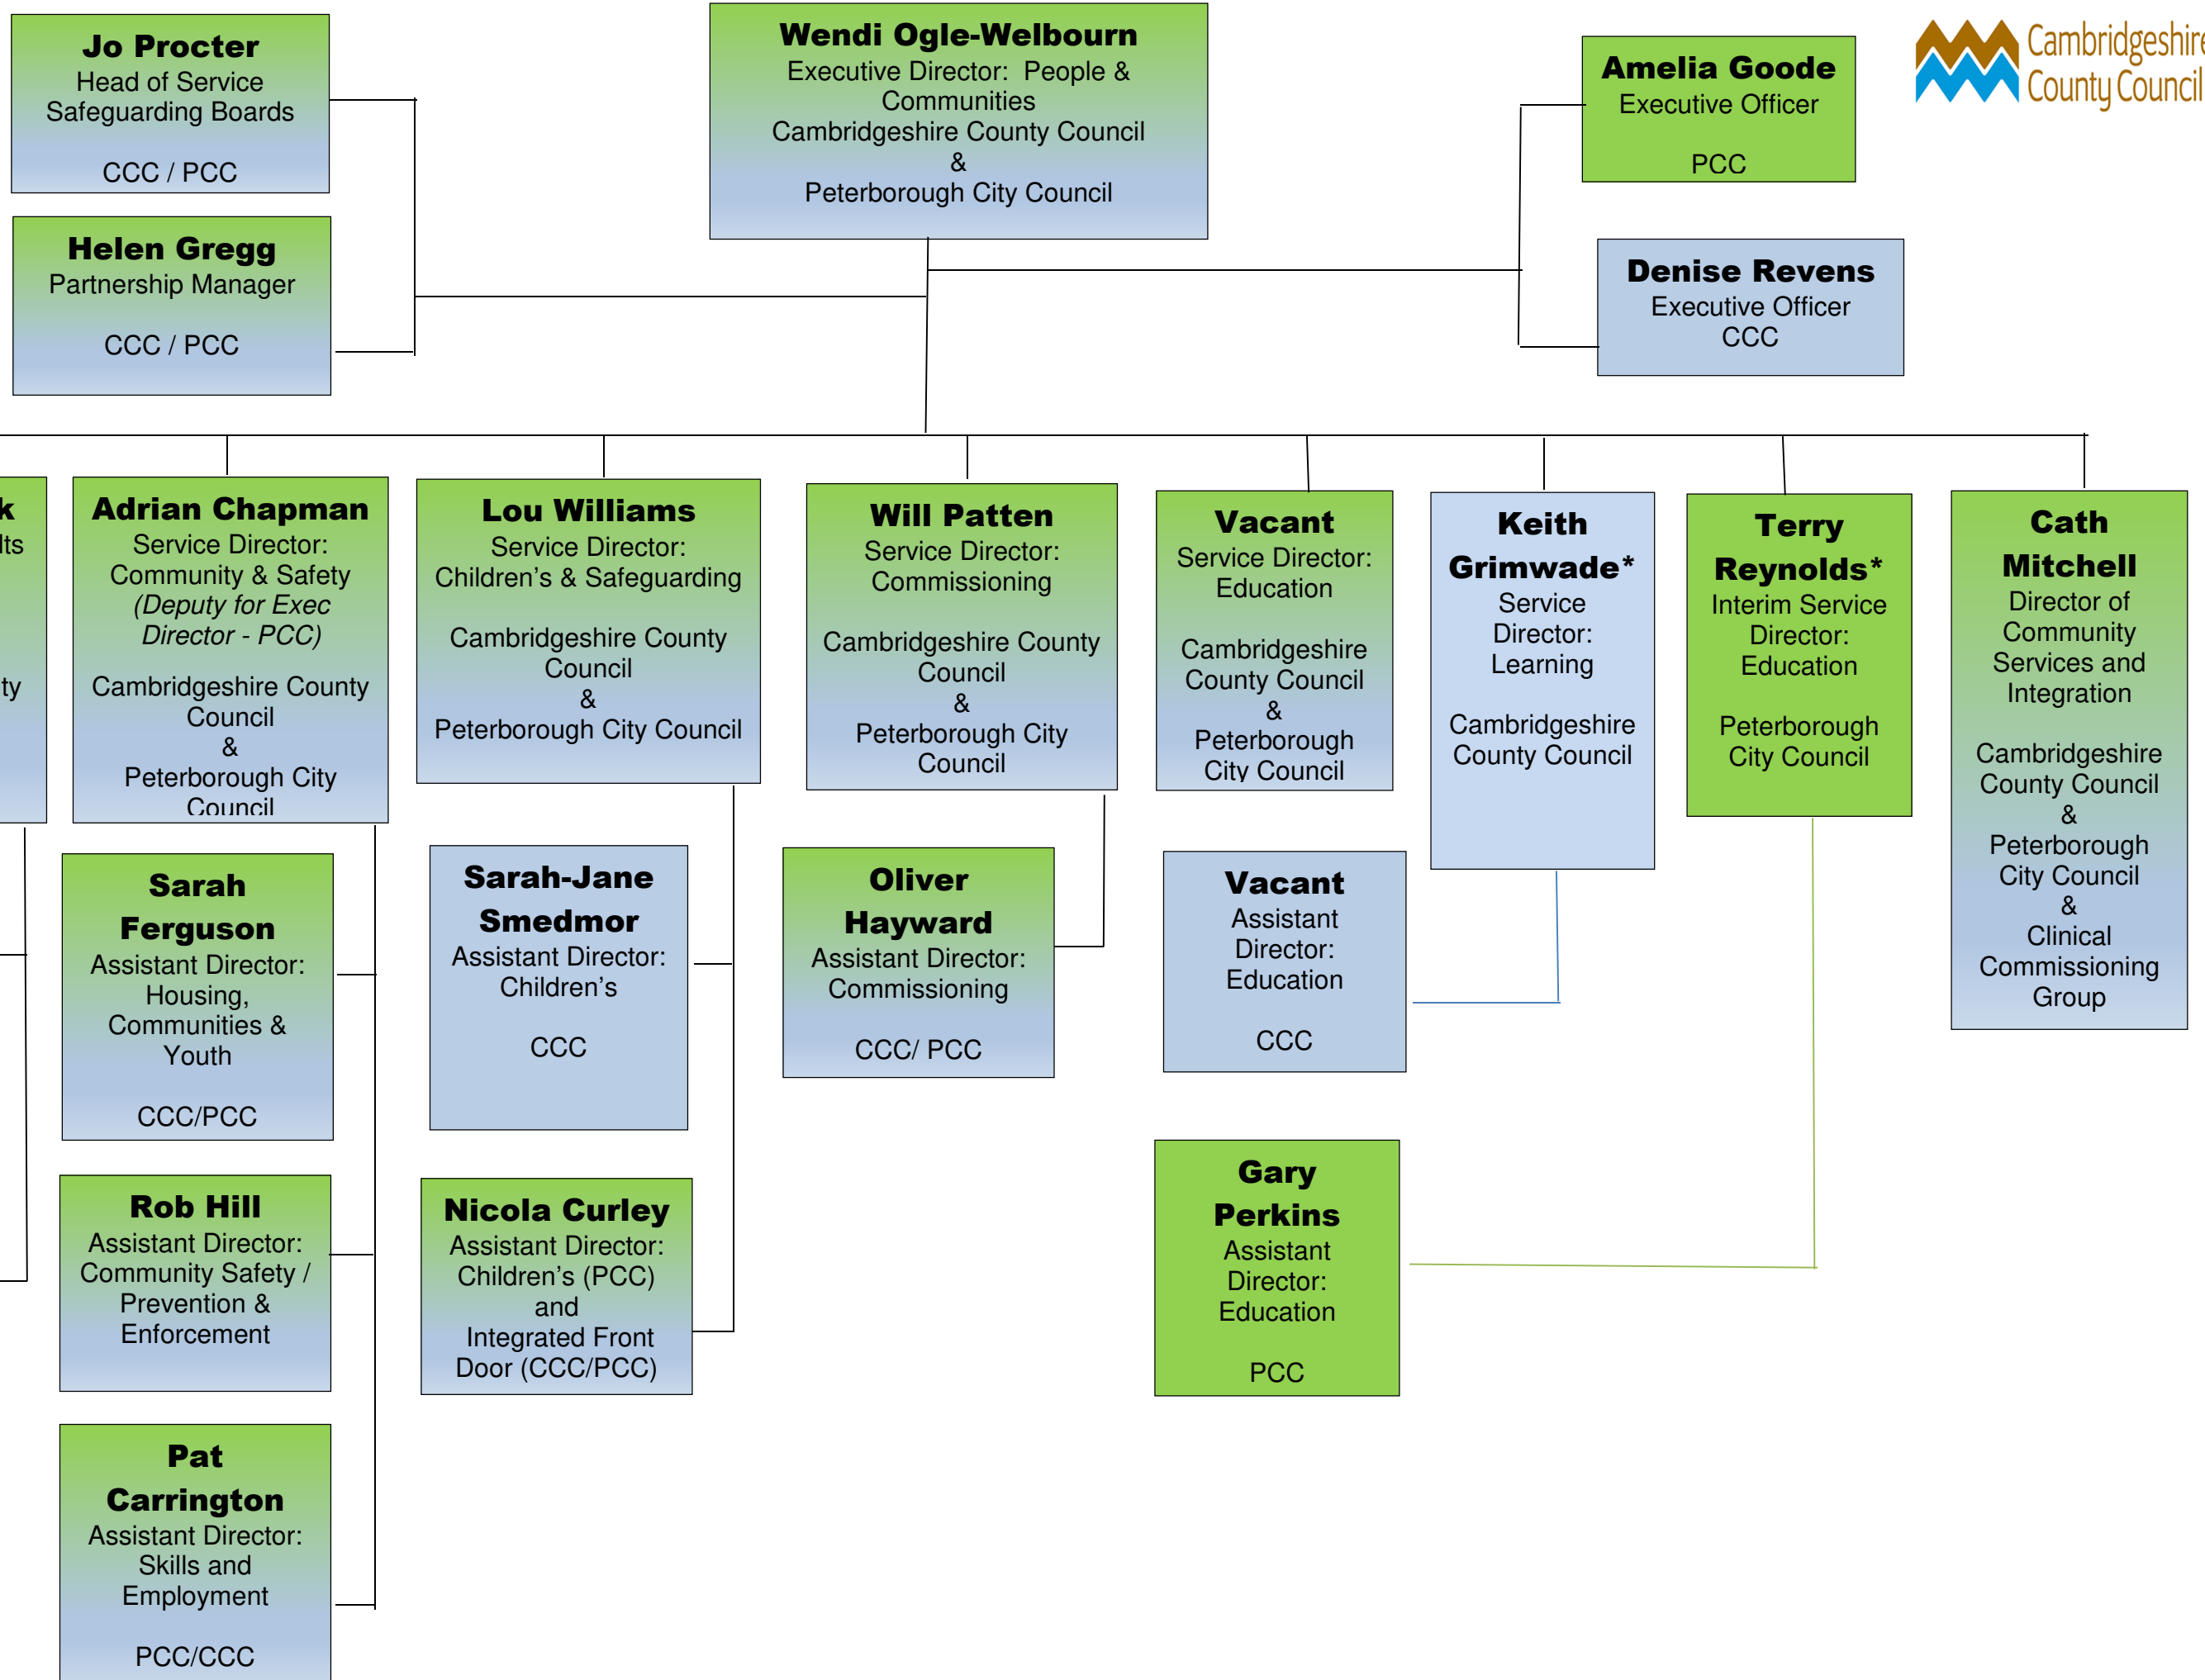 Jo Procter
Head of Service
Safeguarding Boards
CCC / PCC
Wendi Ogle-Welbourn
Executive Director: People &
Communities
Cambridgeshire County Council
&
Peterborough City Council
Amelia Goode
Executive Officer
PCC
Cambridgeshire
County Council
Helen Gregg
Partnership Manager
CCC / PCC
Denise Revens
Executive Officer
CCC
k
lts
ty
Adrian Chapman
Service Director:
Community & Safety
(Deputy for Exec
Director - PCC)
Cambridgeshire County
Council
&
Peterborough City
Council
Lou Williams
Service Director:
Children's & Safeguarding
Cambridgeshire County
Council
&
Peterborough City Council
Will Patten
Service Director:
Commissioning
Cambridgeshire County
Council
&
Peterborough City
Council
Vacant
Service Director:
Education
Cambridgeshire
County Council
&
Peterborough
City Council
Keith
Grimwade*
Service
Director:
Learning
Cambridgeshire
County Council
Terry
Reynolds*
Interim Service
Director:
Education
Peterborough
City Council
Cath
Mitchell
Director of
Community
Services and
Integration
Cambridgeshire
County Council
&
Peterborough
City Council
&
Clinical
Commissioning
Group
Sarah
Ferguson
Assistant Director:
Housing,
Communities &
Youth
CCC/PCC
Sarah-Jane
Smedmor
Assistant Director:
Children's
CCC
Oliver
Hayward
Assistant Director:
Commissioning
CCC/ PCC
Vacant
Assistant
Director:
Education
CCC
Rob Hill
Assistant Director:
Community Safety /
Prevention &
Enforcement
Nicola Curley
Assistant Director:
Children's (PCC)
and
Integrated Front
Door (CCC/PCC)
Gary
Perkins
Assistant
Director:
Education
PCC
Pat
Carrington
Assistant Director:
Skills and
Employment
PCC/CCC